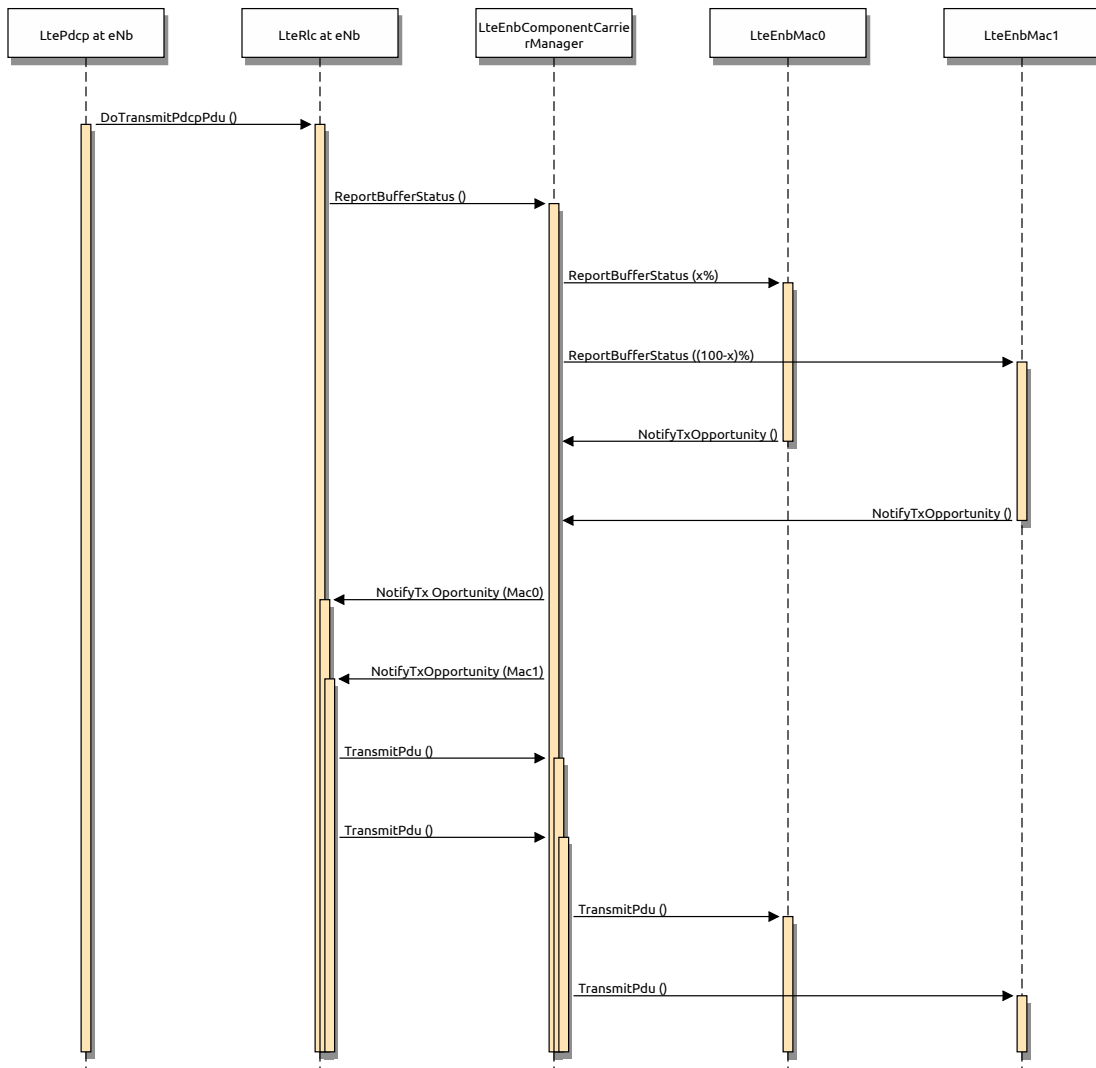 LtePdcp at eNb
LteRlc at eNb
LteEnbComponentCarrie
rManager
LteEnbMac0
LteEnbMac1
DoTransmitPdcpPdu ()
ReportBufferStatus ()
ReportBufferStatus (x%)
ReportBufferStatus ((100-x)%)
NotifyTxOpportunity ()
NotifyTxOpportunity ()
NotifyTx Oportunity (Mac0)
NotifyTxOpportunity (Mac1)
TransmitPdu ()
TransmitPdu ()
TransmitPdu ()
TransmitPdu ()